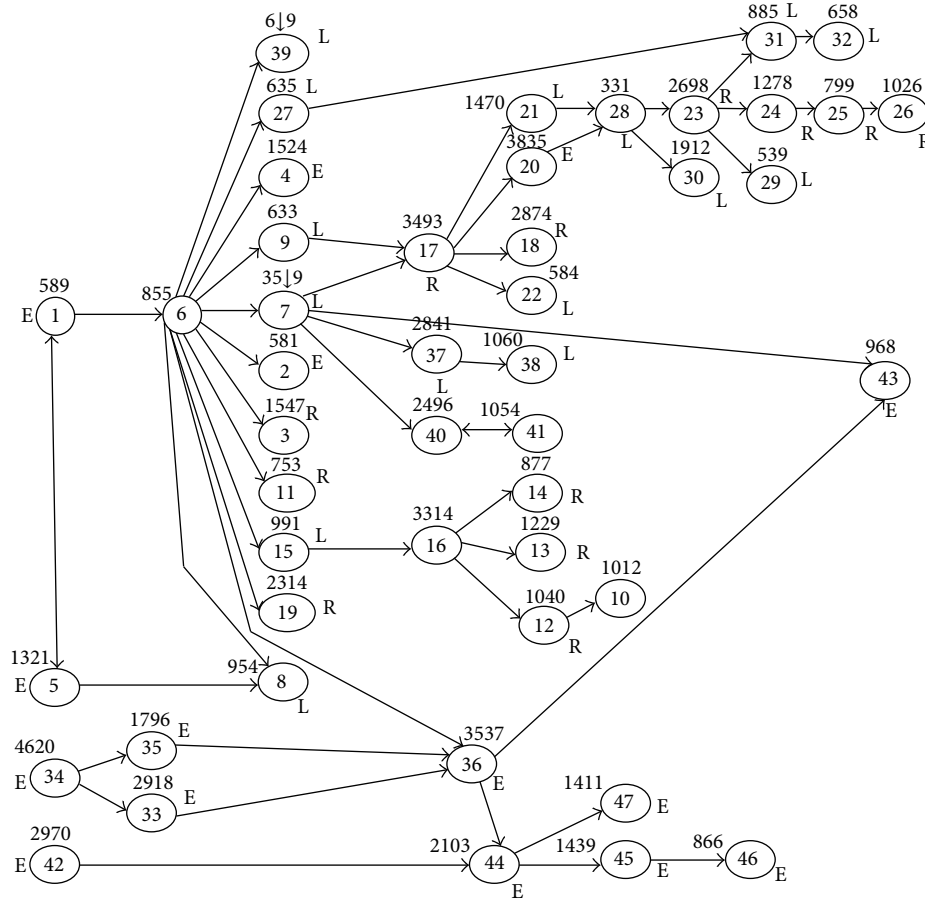 6↓9 L 885 L 658
39 31 32 L
635 L 331 2698 1278 799 1026
27 1470 21 L 28 23 R 24 25 26
L R R R
1524 3835 E 1912 539
4 E 20 30 L 29 L
633 L 3493 2874 R
9 17 18
R
35↓9 L 584
589 855 7 22 L
E 1 6
2841 1060 L 968
581 37 38 43
2 E L E
1547 R 2496 1054
3 40 41
753 R 877
11 14 R
991 L 3314 1229
15 16 13 R
2314 R 1040 1012
19 12 10
R
1321 954
E 5 8 L
1796 E 3537
4620 35 36 E
E 34 2918 E 1411
33 47 E
2970 2103 1439 866
E 42 44 45 46
E E E